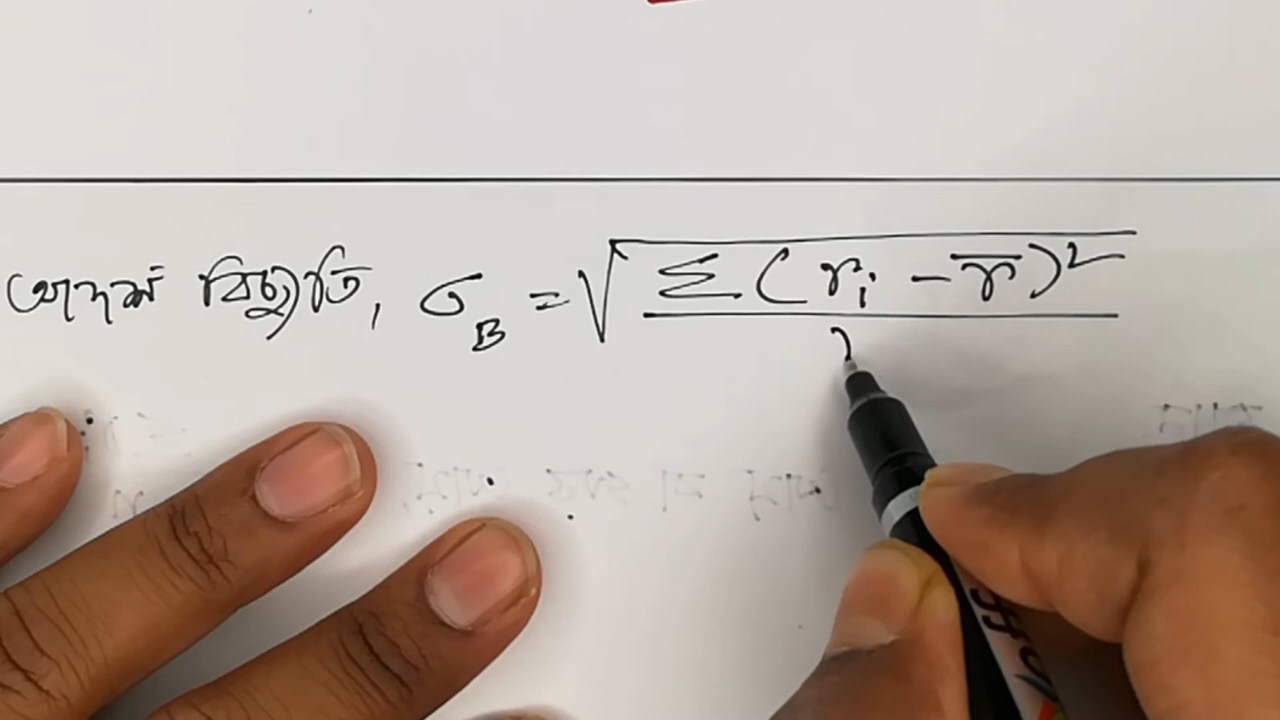 আদর্শ বিচ্যুতি, σ_B = √(Σ(r_i - r̄)² / n